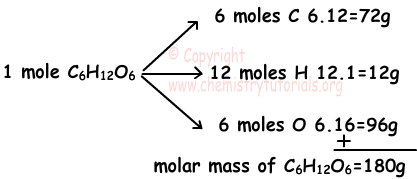 6 moles C 6.12=72g
© Copyright
1 mole C₆H₁₂O₆
12 moles H 12.1=12g
www.chemistrytutorials.org
6 moles O 6.16=96g
+
molar mass of C₆H₁₂O₆=180g